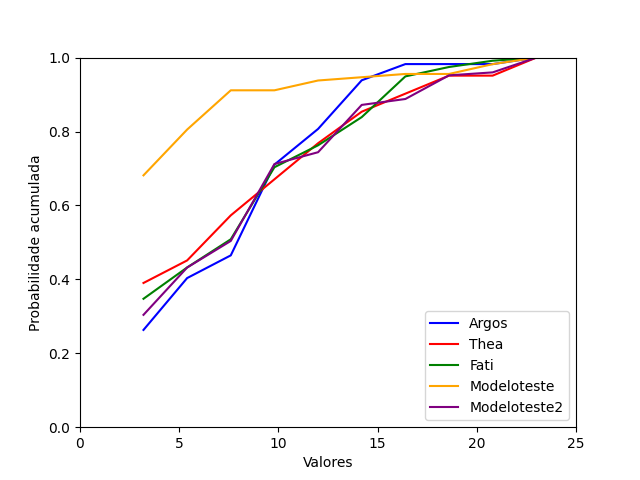 1.0
0.8
0.6
0.4
0.2
0.0
Probabilidade acumulada
0 5 10 15 20 25
Valores
Argos
Thea
Fati
Modeloteste
Modeloteste2